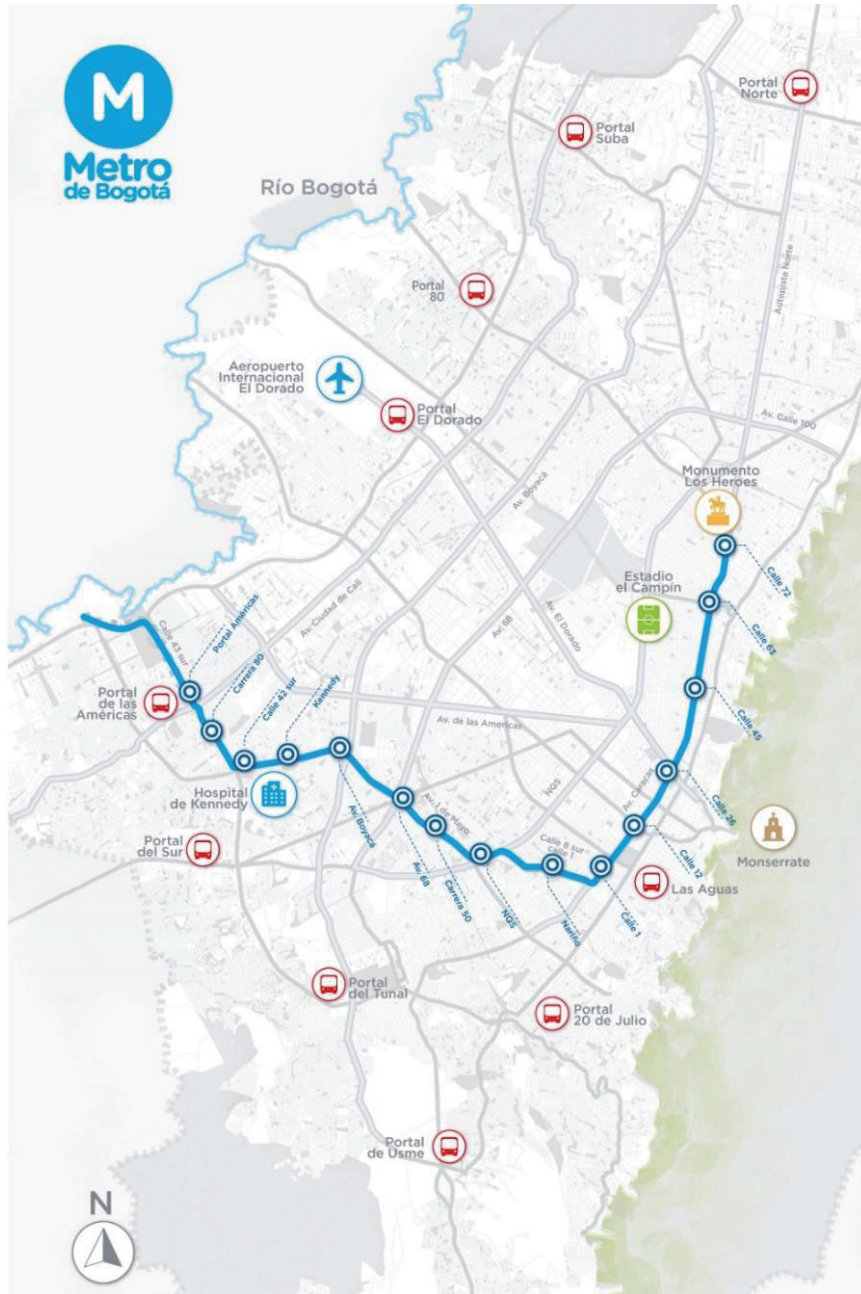 M
Metro
de Bogotá
Portal
Norte
Portal
Suba
Río Bogotá
Portal
80
Autopista Norte
Aeropuerto
Internacional
El Dorado
Portal
El Dorado
Av. Calle 100
Monumento
Los Heroes
Av. Boyacá
Calle 72
Estadio
el Campín
Av. Ciudad de Cali
Av. 68
Av. El Dorado
Calle 63
Calle 43 sur
Portal Américas
Carrera 80
Calle 42 sur
Kennedy
Portal
de las
Américas
Av. de las Americas
Calle 45
Hospital
de Kennedy
Av. Boyacá
NQS
Av. Caracas
Calle 26
Av. 1 de Mayo
Portal
del Sur
Av. 68
Carrera 50
NQS
Calle 8 sur
calle 1
Nariño
Calle 1
Calle 12
Monserrate
Las Aguas
Portal
del Tunal
Portal
20 de Julio
Portal
de Usme
N